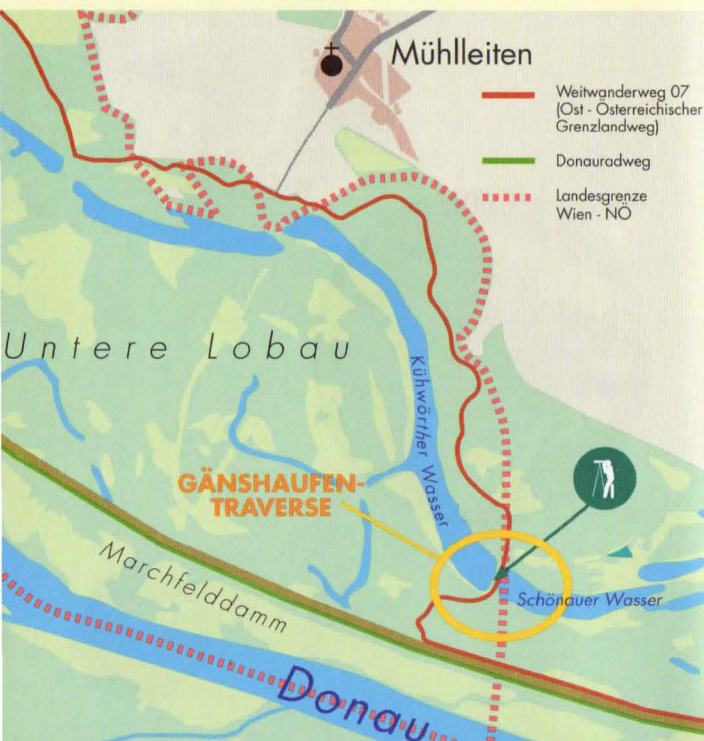 Mühlleiten
Weitwanderweg 07
(Ost - Österreichischer
Grenzlandweg)
Donauradweg
Landesgrenze
Wien - NÖ
Untere Lobau
Kühwörther Wasser
GÄNSHAUFEN-
TRAVERSE
Marchfelddamm
Schönauer Wasser
Donau